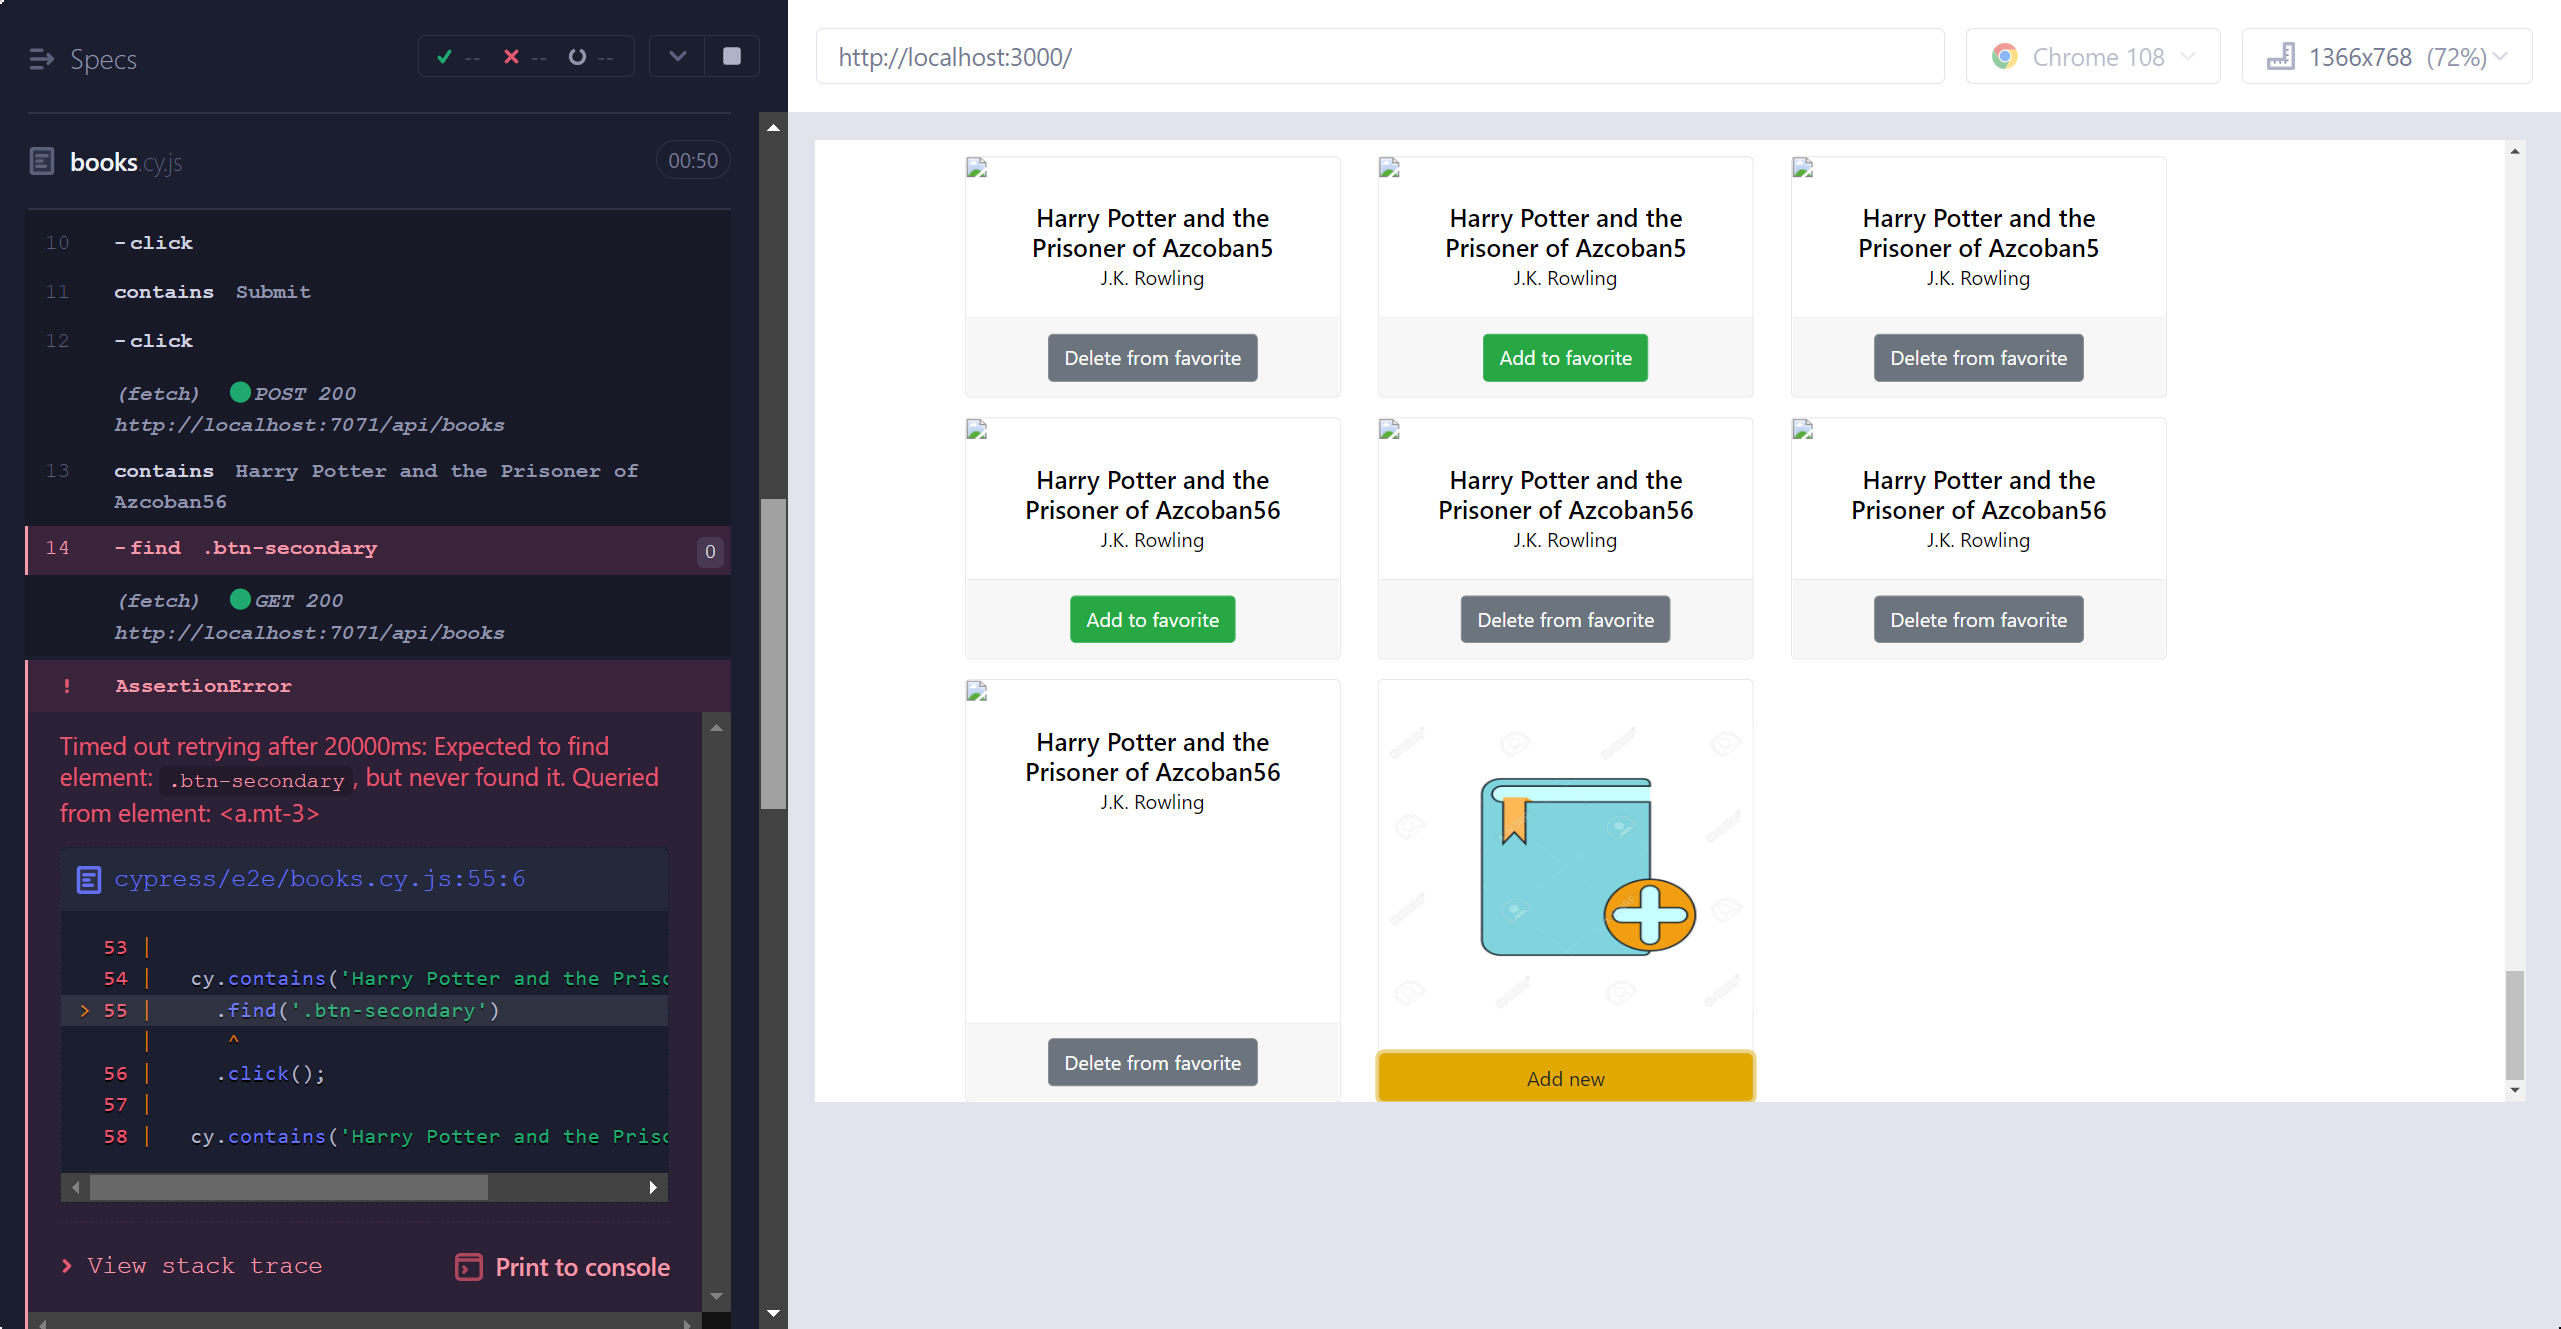 Specs
--
--
--
books.cy.js
00:50
10 -click
11 contains Submit
12 -click
(fetch) POST 200
http://localhost:7071/api/books
13 contains Harry Potter and the Prisoner of
Azcoban56
14 -find .btn-secondary 0
(fetch) GET 200
http://localhost:7071/api/books
! AssertionError
Timed out retrying after 20000ms: Expected to find
element: .btn-secondary, but never found it. Queried
from element: <a.mt-3>
cypress/e2e/books.cy.js:55:6
53 |
54 | cy.contains('Harry Potter and the Prisc
> 55 | .find('.btn-secondary')
| ^
56 | .click();
57 |
58 | cy.contains('Harry Potter and the Prisc
> View stack trace
Print to console
http://localhost:3000/
Chrome 108
1366x768 (72%)
Harry Potter and the
Prisoner of Azcoban5
J.K. Rowling
Delete from favorite
Harry Potter and the
Prisoner of Azcoban5
J.K. Rowling
Add to favorite
Harry Potter and the
Prisoner of Azcoban5
J.K. Rowling
Delete from favorite
Harry Potter and the
Prisoner of Azcoban56
J.K. Rowling
Add to favorite
Harry Potter and the
Prisoner of Azcoban56
J.K. Rowling
Delete from favorite
Harry Potter and the
Prisoner of Azcoban56
J.K. Rowling
Delete from favorite
Harry Potter and the
Prisoner of Azcoban56
J.K. Rowling
Delete from favorite
Add new